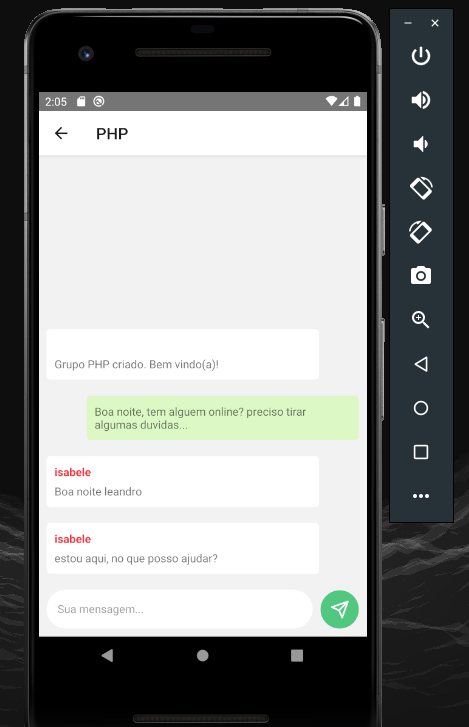 2:05
PHP
Grupo PHP criado. Bem vindo(a)!
Boa noite, tem alguem online? preciso tirar
algumas duvidas...
isabele
Boa noite leandro
isabele
estou aqui, no que posso ajudar?
Sua mensagem...